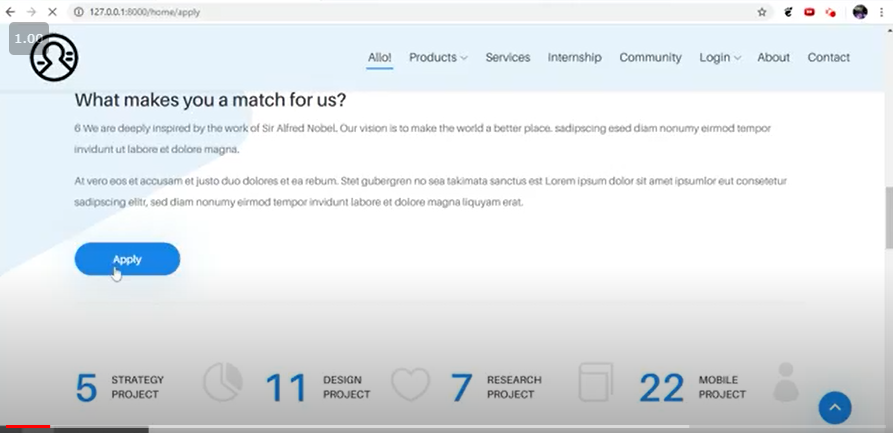 127.0.0.1:8000/home/apply
1.00
Allo! Products Services Internship Community Login About Contact
What makes you a match for us?
6 We are deeply inspired by the work of Sir Alfred Nobel. Our vision is to make the world a better place. sadipscing esed diam nonumy eirmod tempor
invidunt ut labore et dolore magna.
At vero eos et accusam et justo duo dolores et ea rebum. Stet gubergren no sea takimata sanctus est Lorem ipsum dolor sit amet ipsumlor eut consetetur
sadipscing elitr, sed diam nonumy eirmod tempor invidunt labore et dolore magna liquyam erat.
Apply
5 STRATEGY PROJECT
11 DESIGN PROJECT
7 RESEARCH PROJECT
22 MOBILE PROJECT